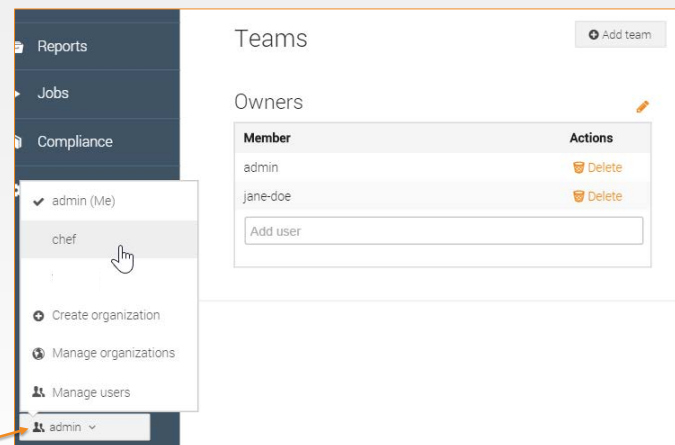 Reports
Jobs
Compliance
admin (Me)
chef
Create organization
Manage organizations
Manage users
admin
Teams
Add team
Owners
Member Actions
admin Delete
jane-doe Delete
Add user